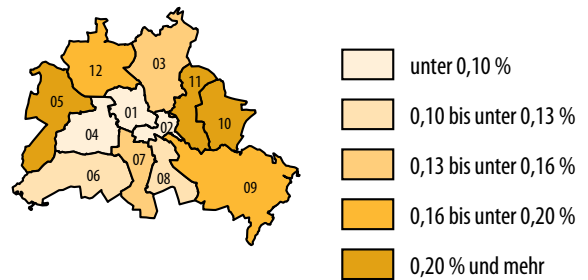 03
12
11
05
01
02
10
04
07
06
08
09
unter 0,10 %
0,10 bis unter 0,13 %
0,13 bis unter 0,16 %
0,16 bis unter 0,20 %
0,20 % und mehr